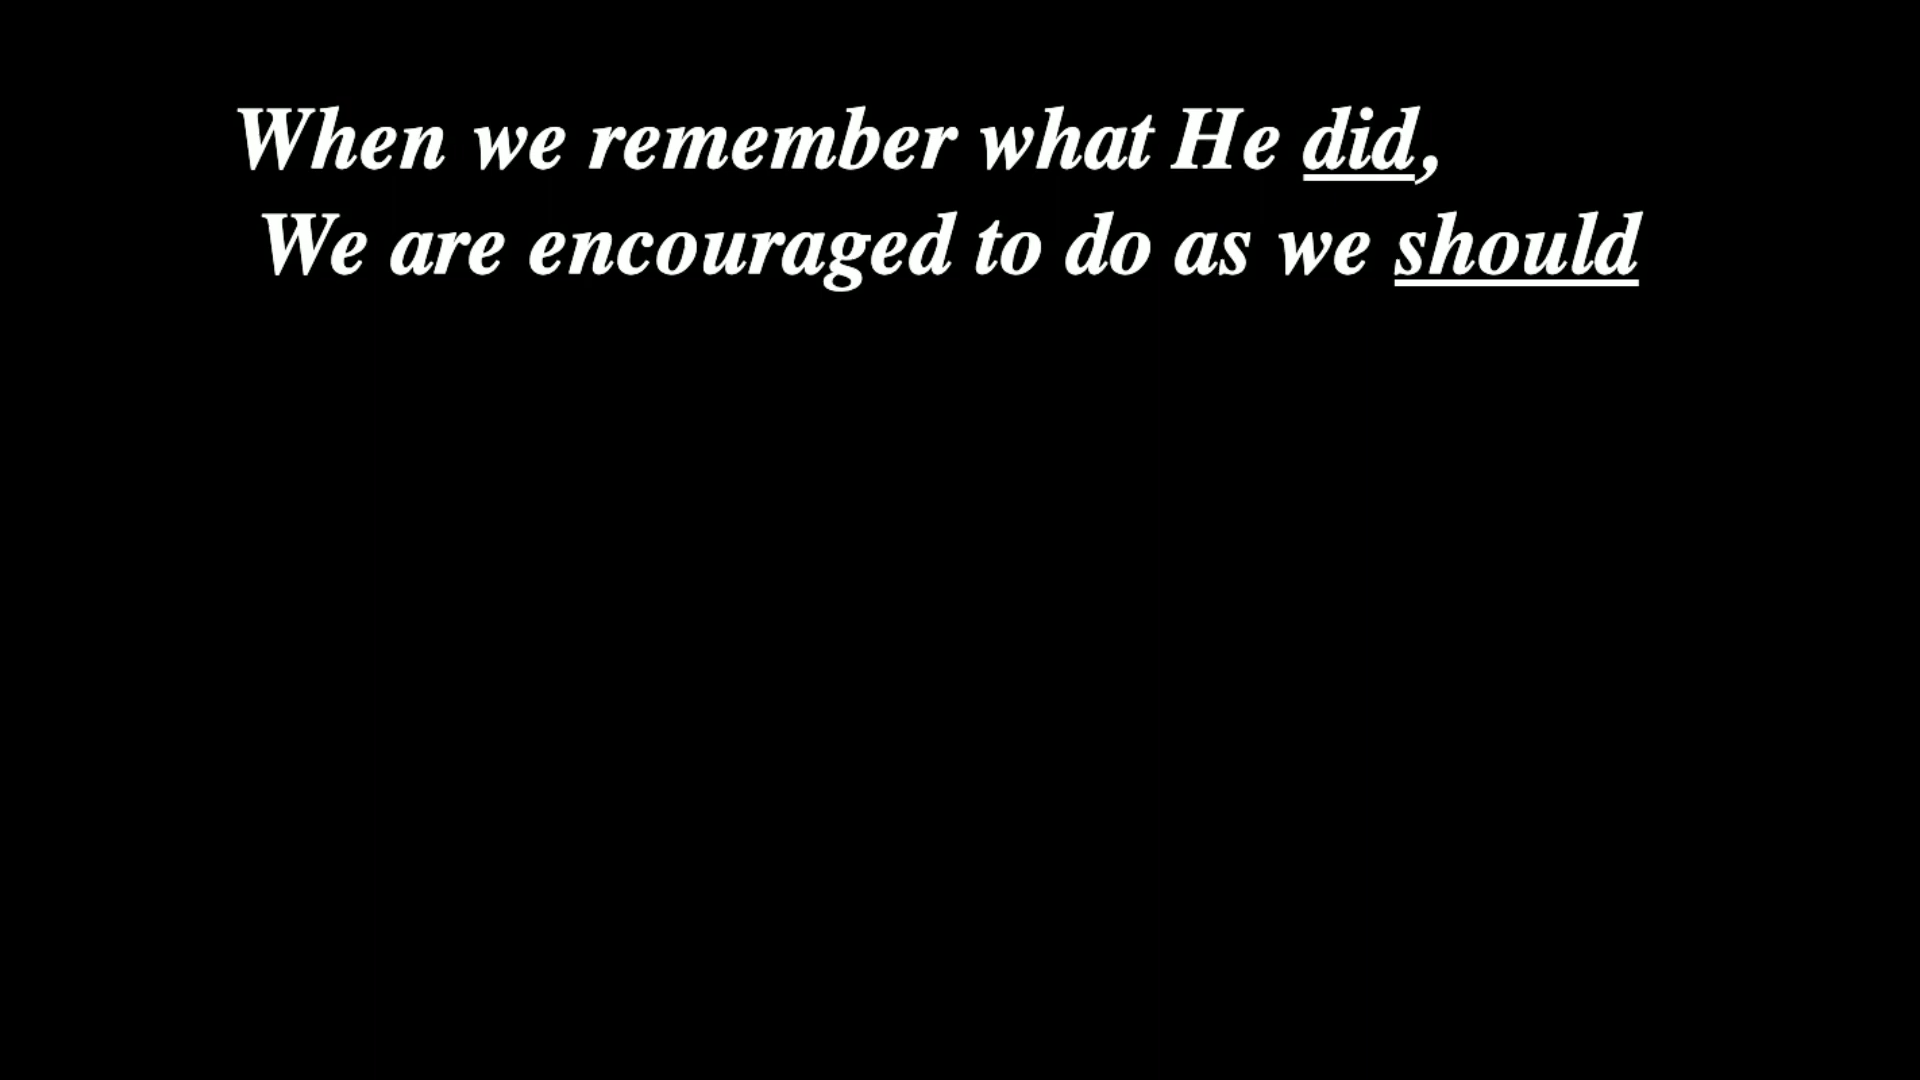 When we remember what He did,
We are encouraged to do as we should